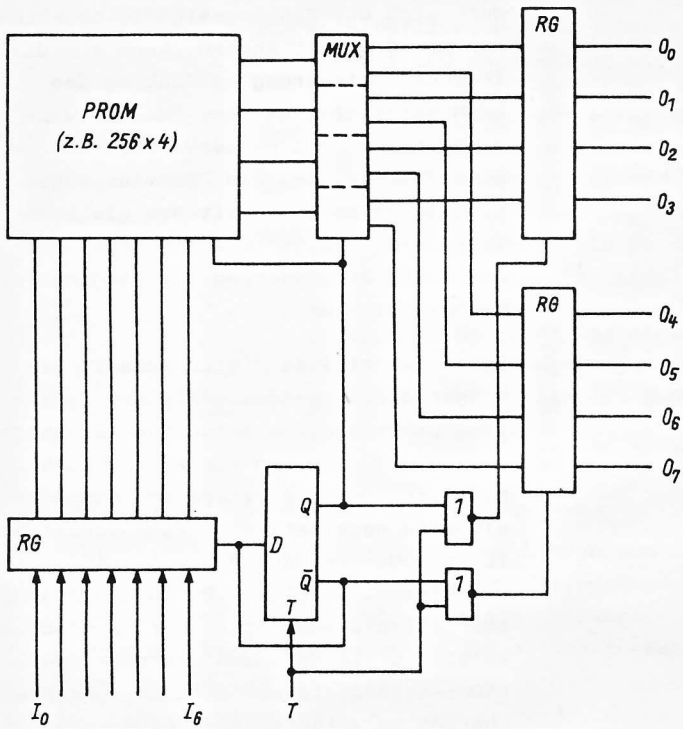 PROM
(z.B. 256 x 4)
MUX
RG
O₀
O₁
O₂
O₃
RG
O₄
O₅
O₆
O₇
RG
D
Q
Q̅
T
1
1
I₀
I₆
T